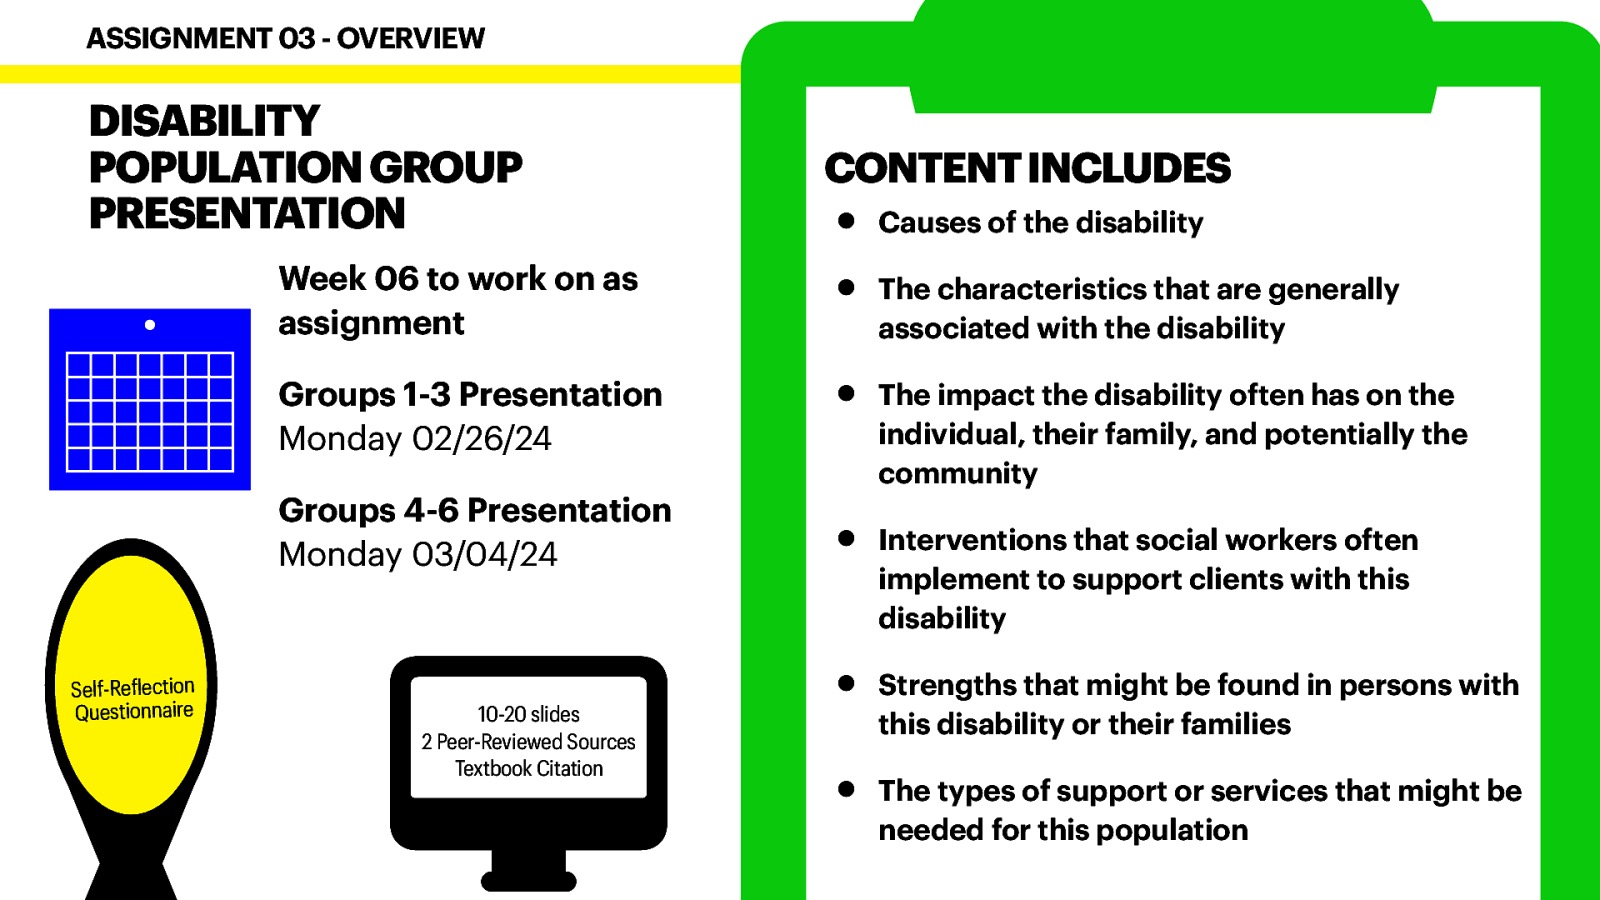 ASSIGNMENT 03 - OVERVIEW
DISABILITY
POPULATION GROUP
PRESENTATION
Week 06 to work on as
assignment
Groups 1-3 Presentation
Monday 02/26/24
Groups 4-6 Presentation
Monday 03/04/24
Self-Reflection
Questionnaire
10-20 slides
2 Peer-Reviewed Sources
Textbook Citation
CONTENT INCLUDES
● Causes of the disability
● The characteristics that are generally
associated with the disability
● The impact the disability often has on the
individual, their family, and potentially the
community
● Interventions that social workers often
implement to support clients with this
disability
● Strengths that might be found in persons with
this disability or their families
● The types of support or services that might be
needed for this population